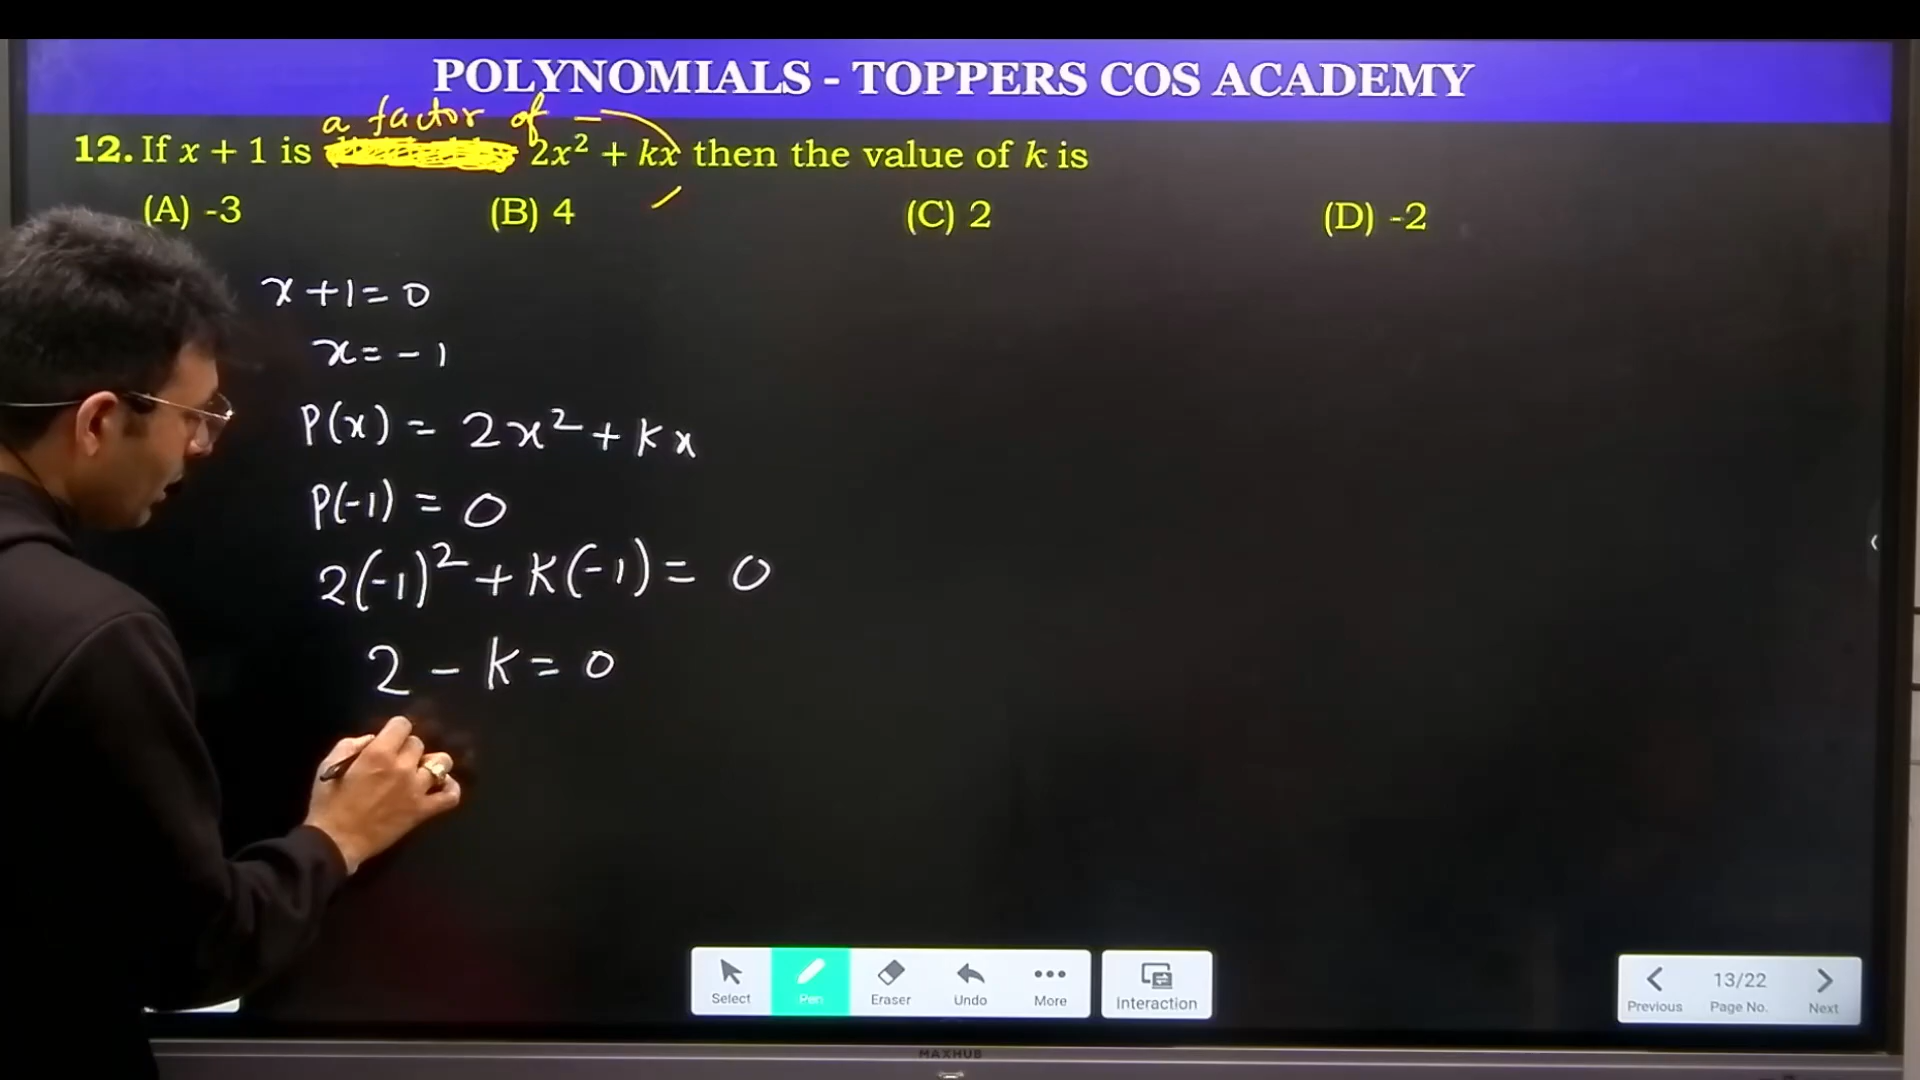 POLYNOMIALS - TOPPERS COS ACADEMY
a factor of
12. If x + 1 is 2x² + kx then the value of k is
(A) -3 (B) 4 (C) 2 (D) -2
x + 1 = 0
x = - 1
P(x) = 2x² + kx
P(-1) = 0
2(-1)² + k(-1) = 0
2 - k = 0
Select Pen Eraser Undo More Interaction
13/22
Previous Page No. Next
MAXHUB